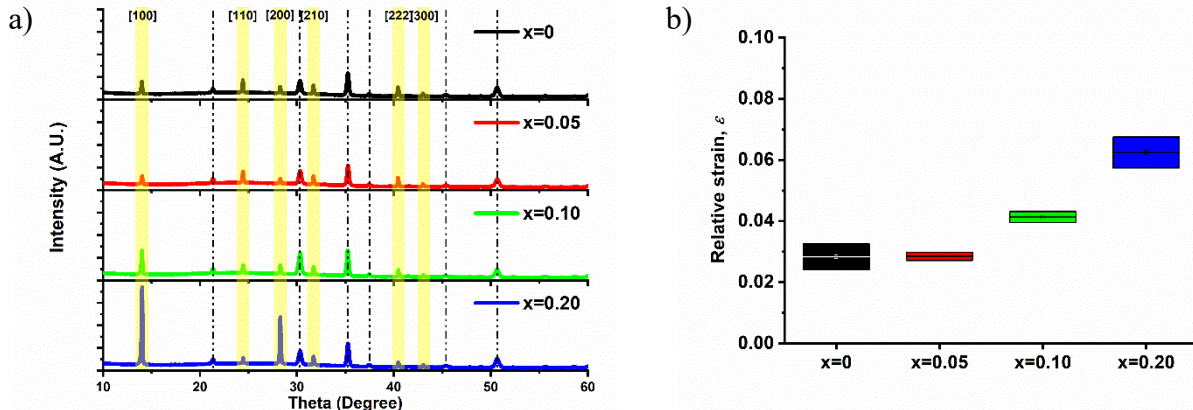 a)
[100] [110] [200] [210] [222] [300]
x=0
x=0.05
x=0.10
x=0.20
Intensity (A.U.)
10 20 30 40 50 60
Theta (Degree)
b)
0.10
0.08
0.06
0.04
0.02
0.00
Relative strain, ε
x=0 x=0.05 x=0.10 x=0.20